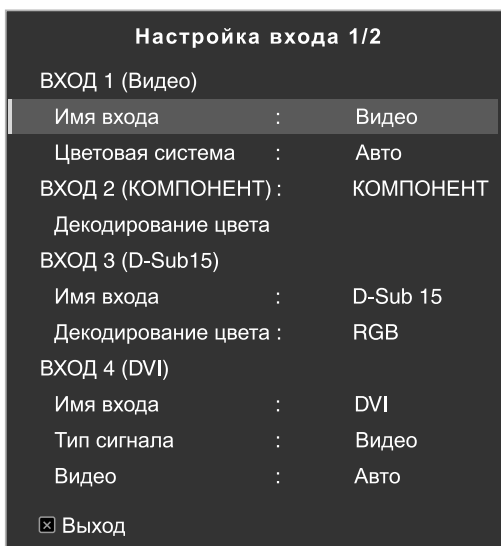 Настройка входа 1/2
ВХОД 1 (Видео)
Имя входа : Видео
Цветовая система : Авто
ВХОД 2 (КОМПОНЕНТ) : КОМПОНЕНТ
Декодирование цвета
ВХОД 3 (D-Sub15)
Имя входа : D-Sub 15
Декодирование цвета : RGB
ВХОД 4 (DVI)
Имя входа : DVI
Тип сигнала : Видео
Видео : Авто
Выход